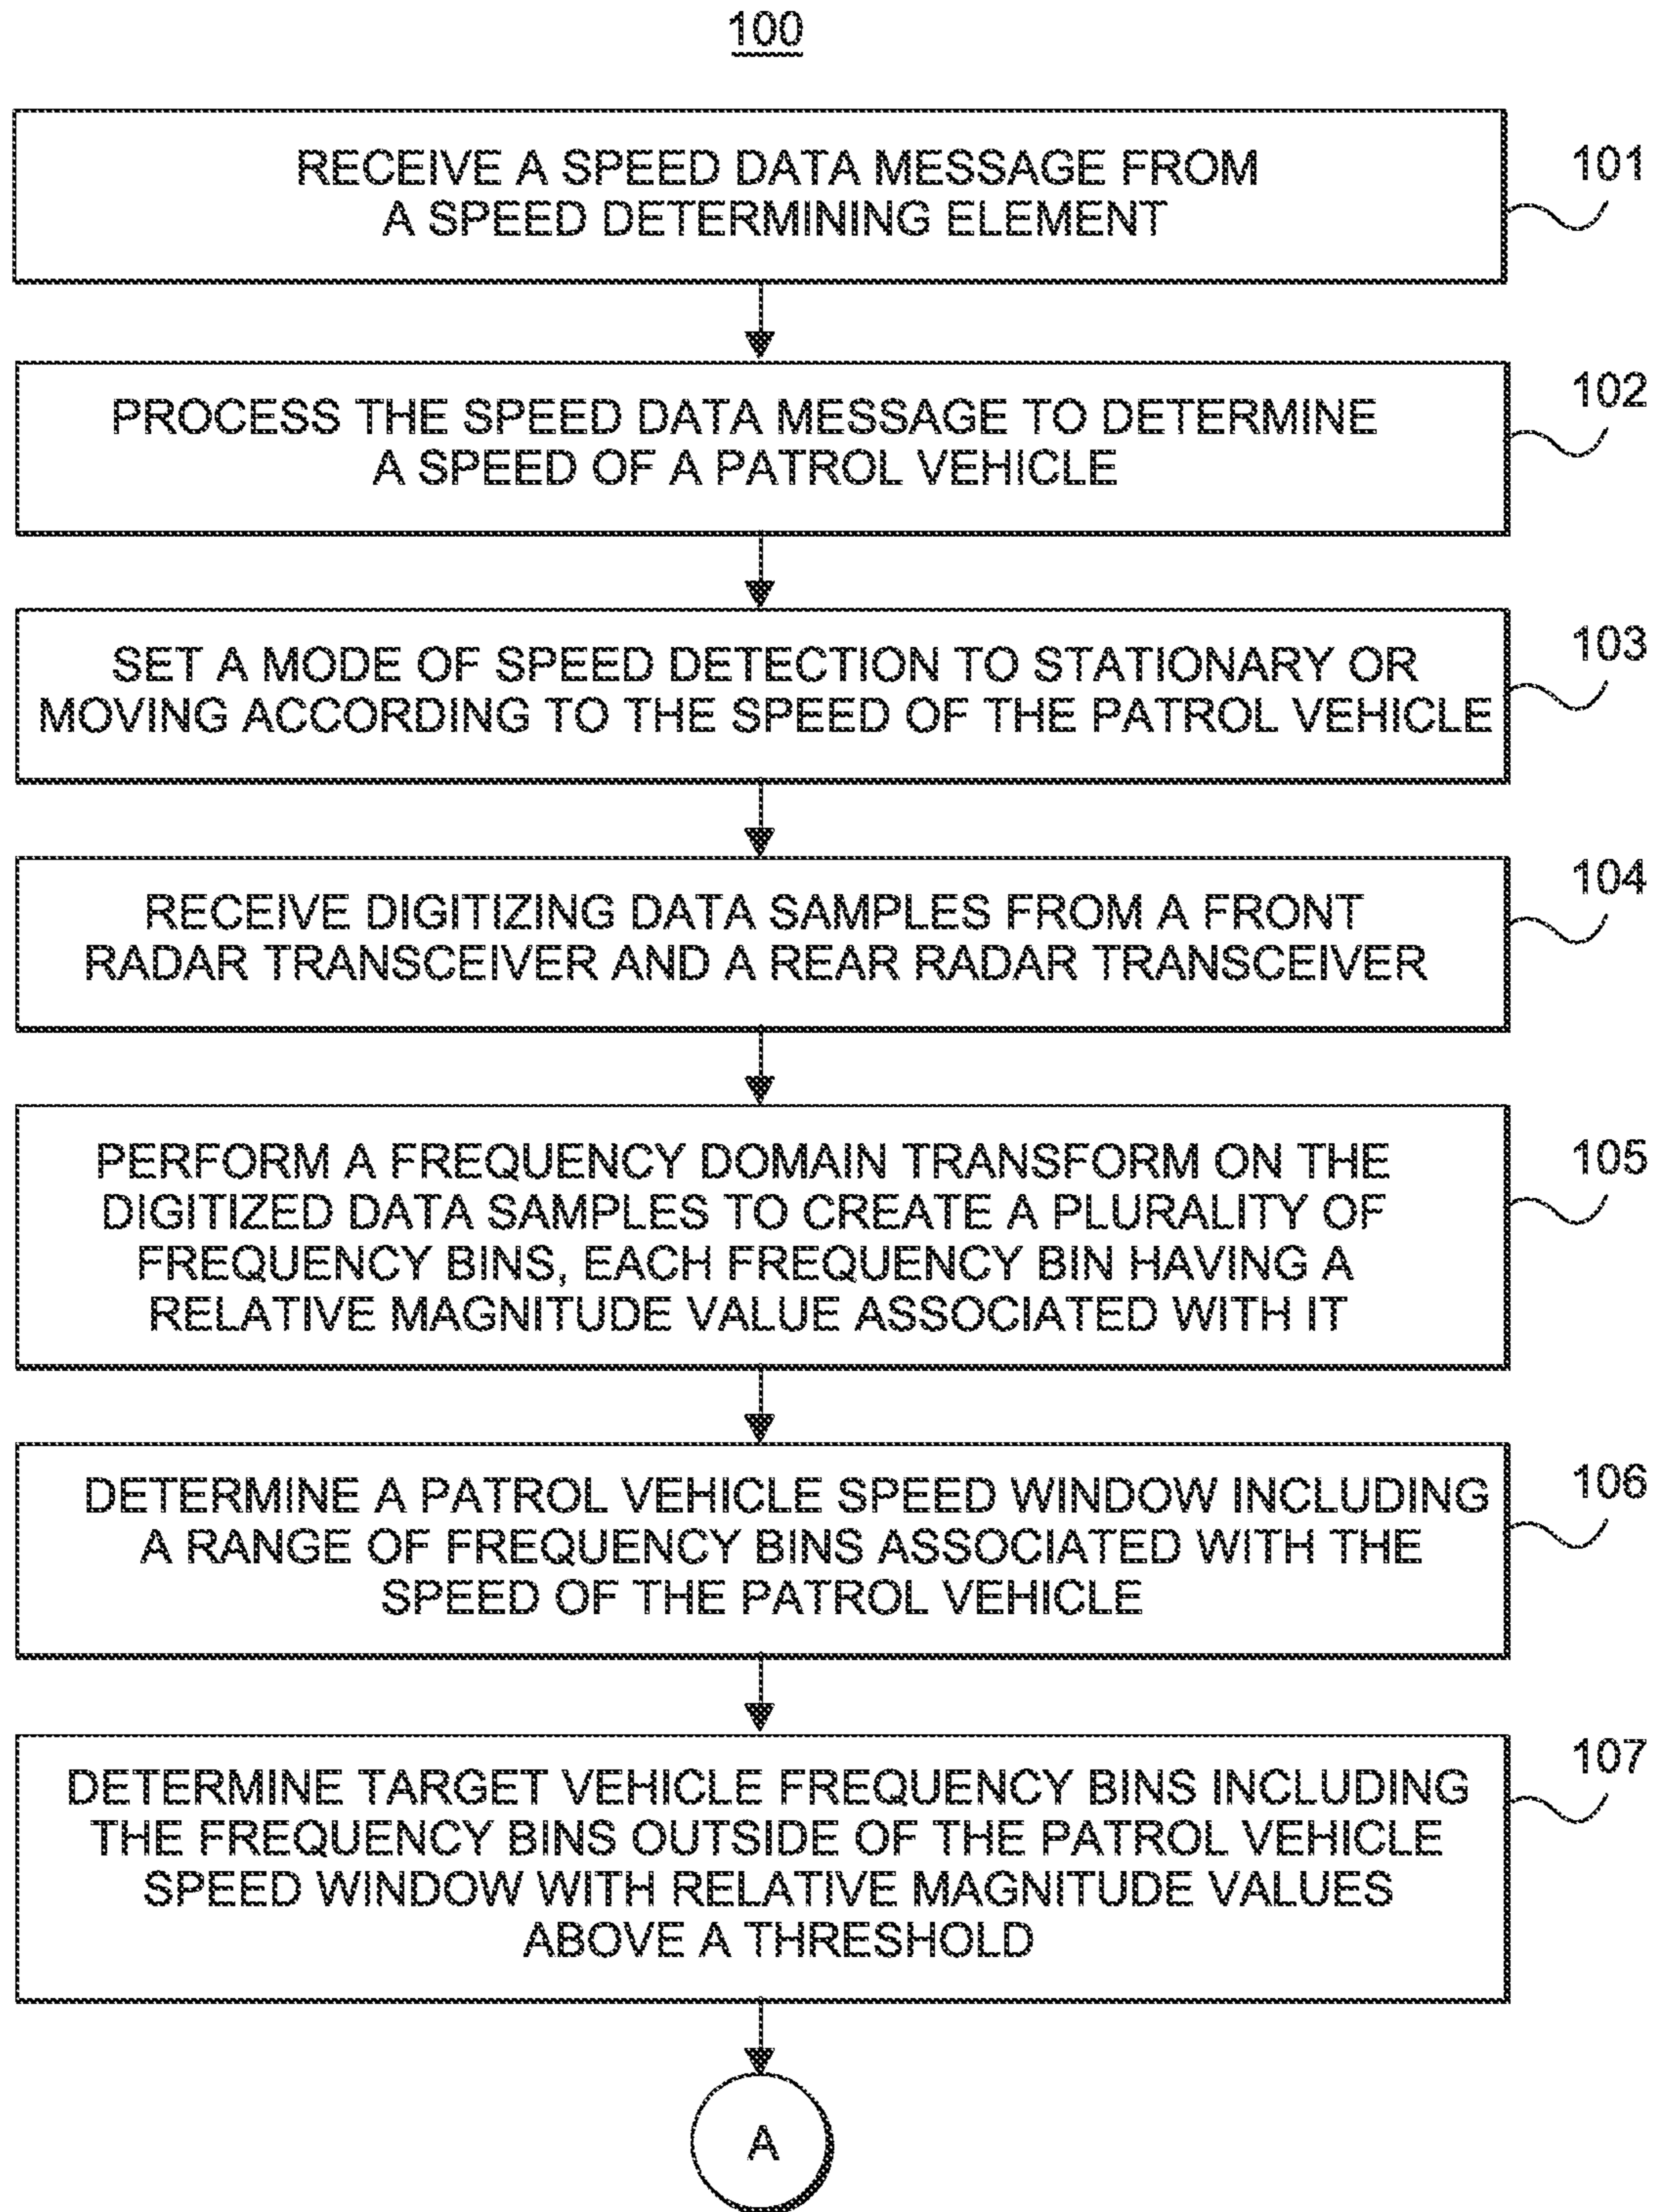 100
RECEIVE A SPEED DATA MESSAGE FROM
A SPEED DETERMINING ELEMENT
101
PROCESS THE SPEED DATA MESSAGE TO DETERMINE
A SPEED OF A PATROL VEHICLE
102
SET A MODE OF SPEED DETECTION TO STATIONARY OR
MOVING ACCORDING TO THE SPEED OF THE PATROL VEHICLE
103
RECEIVE DIGITIZING DATA SAMPLES FROM A FRONT
RADAR TRANSCEIVER AND A REAR RADAR TRANSCEIVER
104
PERFORM A FREQUENCY DOMAIN TRANSFORM ON THE
DIGITIZED DATA SAMPLES TO CREATE A PLURALITY OF
FREQUENCY BINS, EACH FREQUENCY BIN HAVING A
RELATIVE MAGNITUDE VALUE ASSOCIATED WITH IT
105
DETERMINE A PATROL VEHICLE SPEED WINDOW INCLUDING
A RANGE OF FREQUENCY BINS ASSOCIATED WITH THE
SPEED OF THE PATROL VEHICLE
106
DETERMINE TARGET VEHICLE FREQUENCY BINS INCLUDING
THE FREQUENCY BINS OUTSIDE OF THE PATROL VEHICLE
SPEED WINDOW WITH RELATIVE MAGNITUDE VALUES
ABOVE A THRESHOLD
107
A